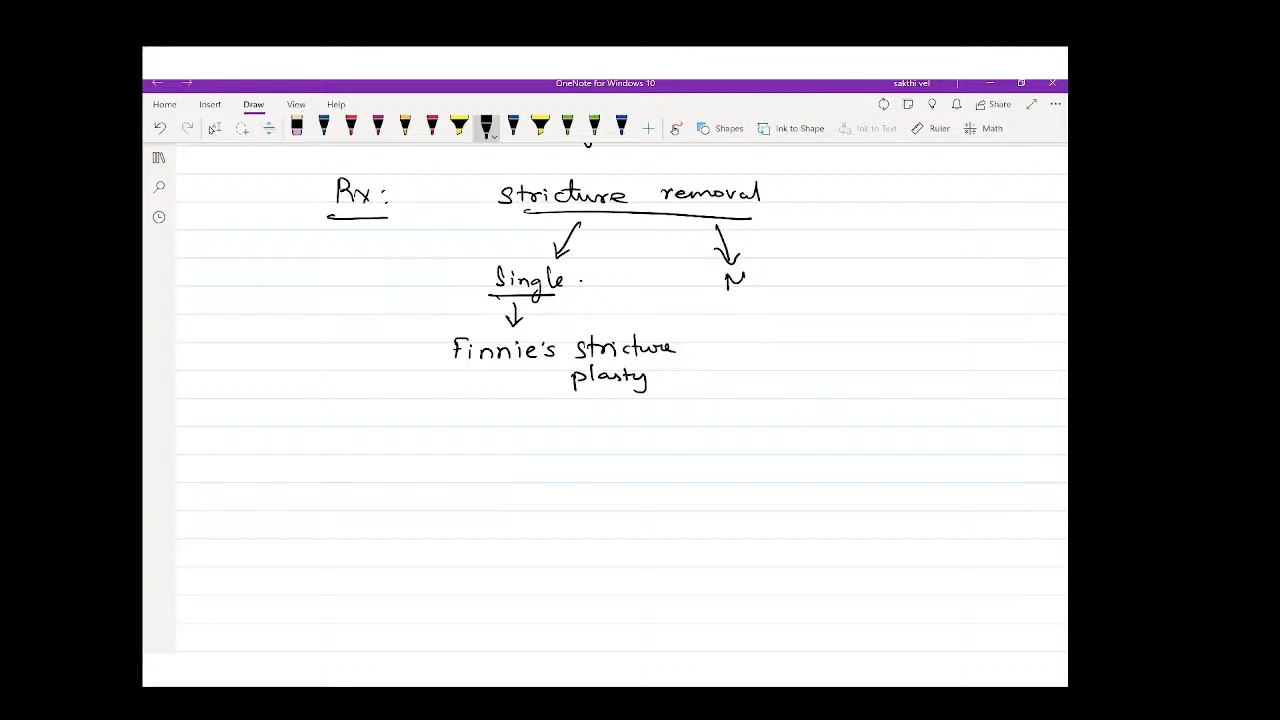 OneNote for Windows 10
sakthi vel
Home Insert Draw View Help
Share
Shapes Ink to Shape Ink to Text Ruler Math
Rx: stricture removal
Single
Finnie's stricture
plasty